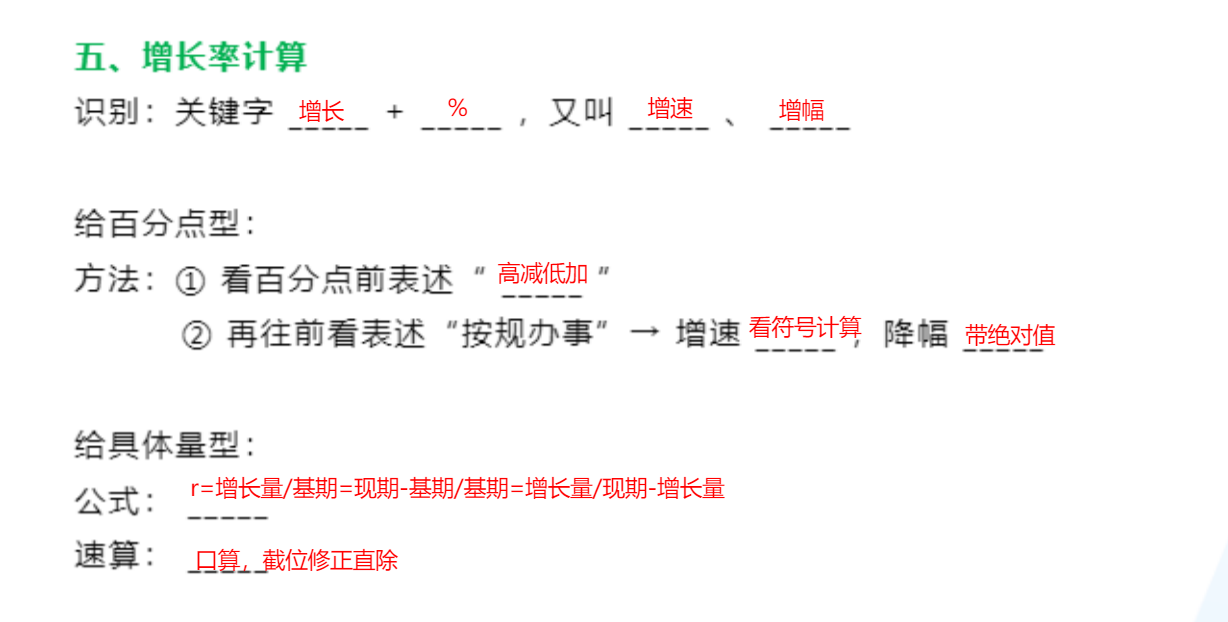 五、增长率计算
识别：关键字 增长 + % ，又叫 增速 、 增幅
给百分点型：
方法：① 看百分点前表述“ 高减低加 ”
② 再往前看表述“按规办事” → 增速 看符号计算 ，降幅 带绝对值
给具体量型：
公式： r=增长量/基期=现期-基期/基期=增长量/现期-增长量
速算： 口算，截位修正直除